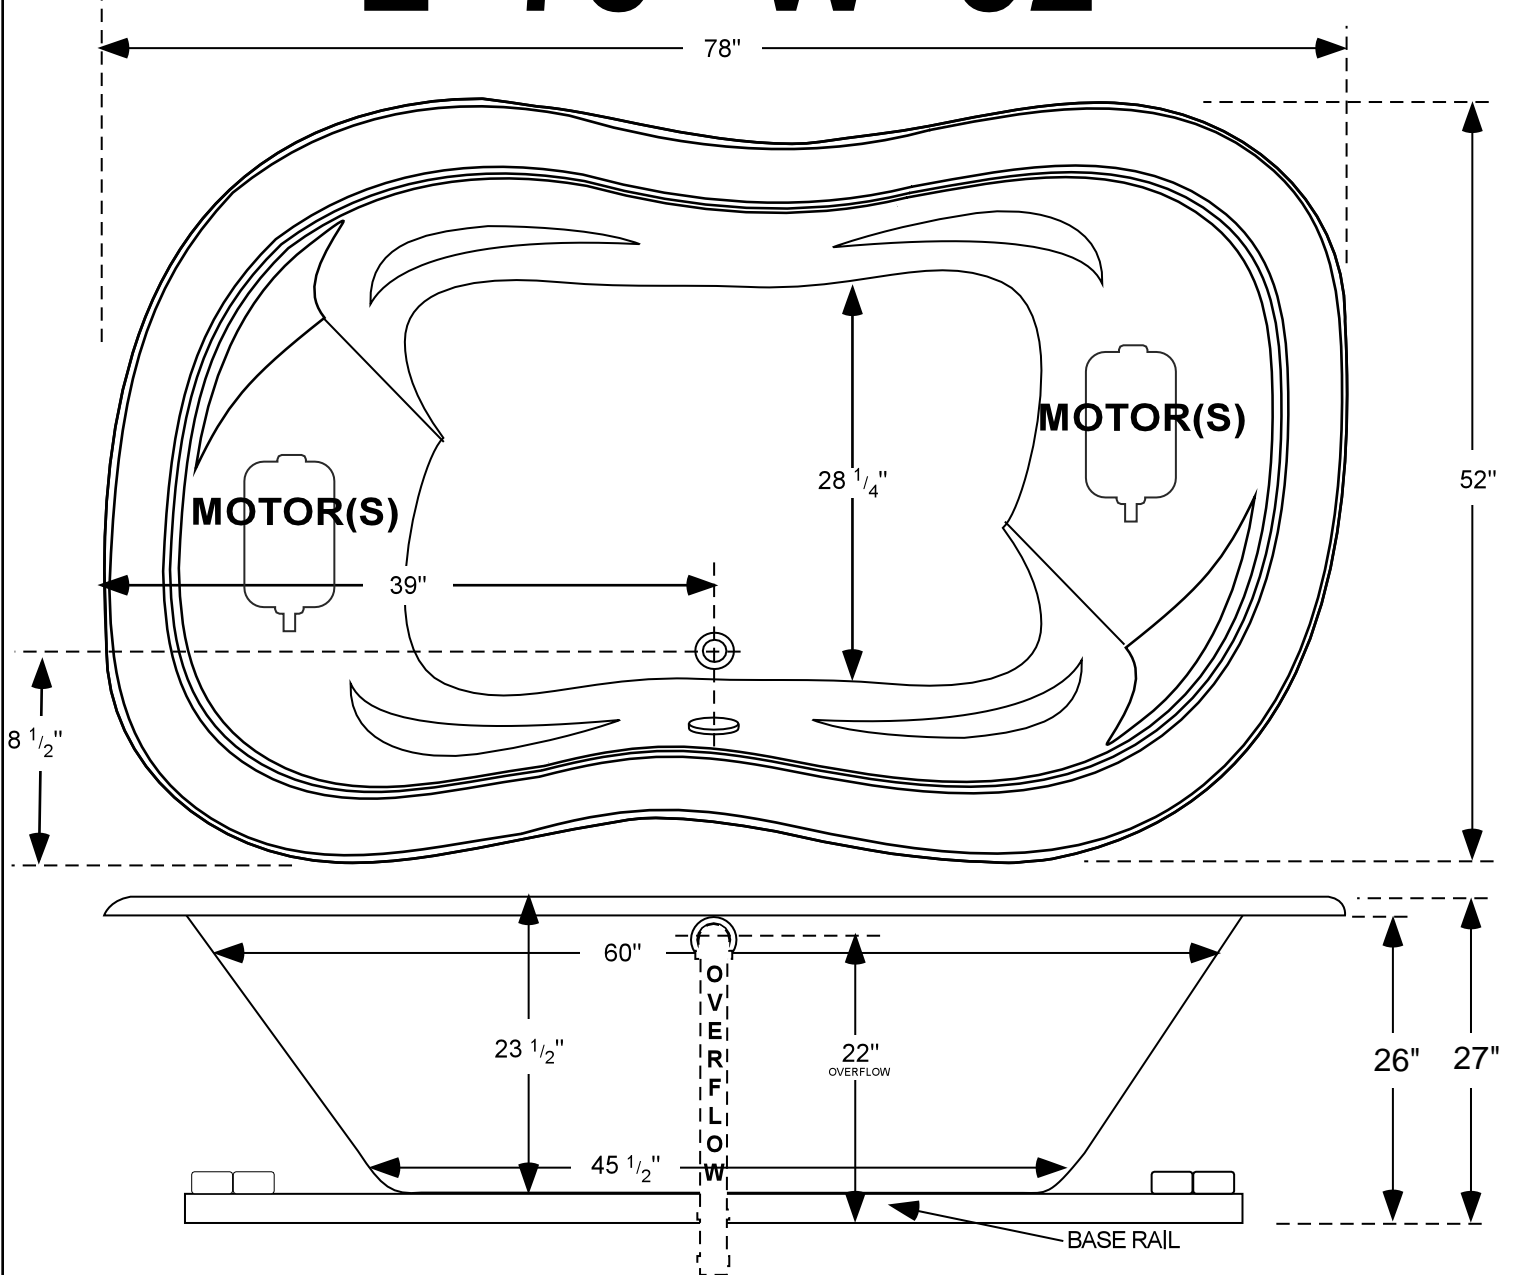 78"
MOTOR(S)
28 1/4"
52"
MOTOR(S)
39"
8 1/2"
60"
OVERFLOW
23 1/2"
22"
OVERFLOW
26"
27"
45 1/2"
BASE RAIL